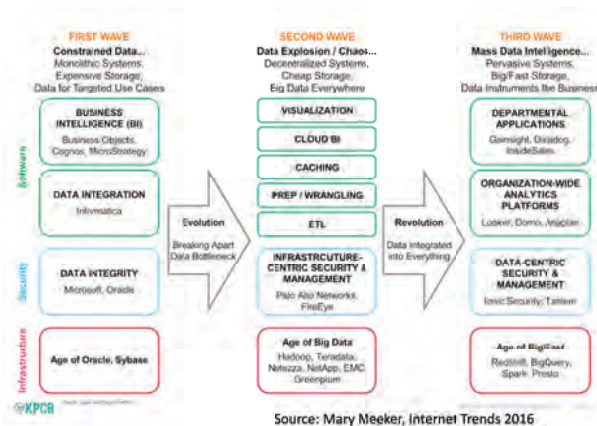 FIRST WAVE
Constrained Data...
Monolithic Systems,
Expensive Storage,
Data for Targeted Use Cases
SECOND WAVE
Data Explosion / Chaos...
Decentralized Systems,
Cheap Storage,
Big Data Everywhere
THIRD WAVE
Mass Data Intelligence...
Pervasive Systems,
Big/Fast Storage,
Data Instruments the Business
Software
BUSINESS
INTELLIGENCE (BI)
Business Objects,
Cognos, MicroStrategy
DATA INTEGRATION
Informatica
Evolution
Breaking Apart
Data Bottleneck
VISUALIZATION
CLOUD BI
CACHING
PREP / WRANGLING
ETL
Revolution
Data Integrated
into Everything
DEPARTMENTAL
APPLICATIONS
Gainsight, Datadog,
InsideSales
ORGANIZATION-WIDE
ANALYTICS
PLATFORMS
Looker, Domo, Anaplan
Security
DATA INTEGRITY
Microsoft, Oracle
INFRASTRCUTURE-
CENTRIC SECURITY &
MANAGEMENT
Palo Alto Networks,
FireEye
DATA-CENTRIC
SECURITY &
MANAGEMENT
Ionic Security, Tanium
Infrastructure
Age of Oracle, Sybase
Age of Big Data
Hadoop, Teradata,
Netezza, NetApp, EMC
Greenplum
Age of Big/Fast
Redshift, BigQuery,
Spark, Presto
KPCB
Source: Mary Meeker, Internet Trends 2016